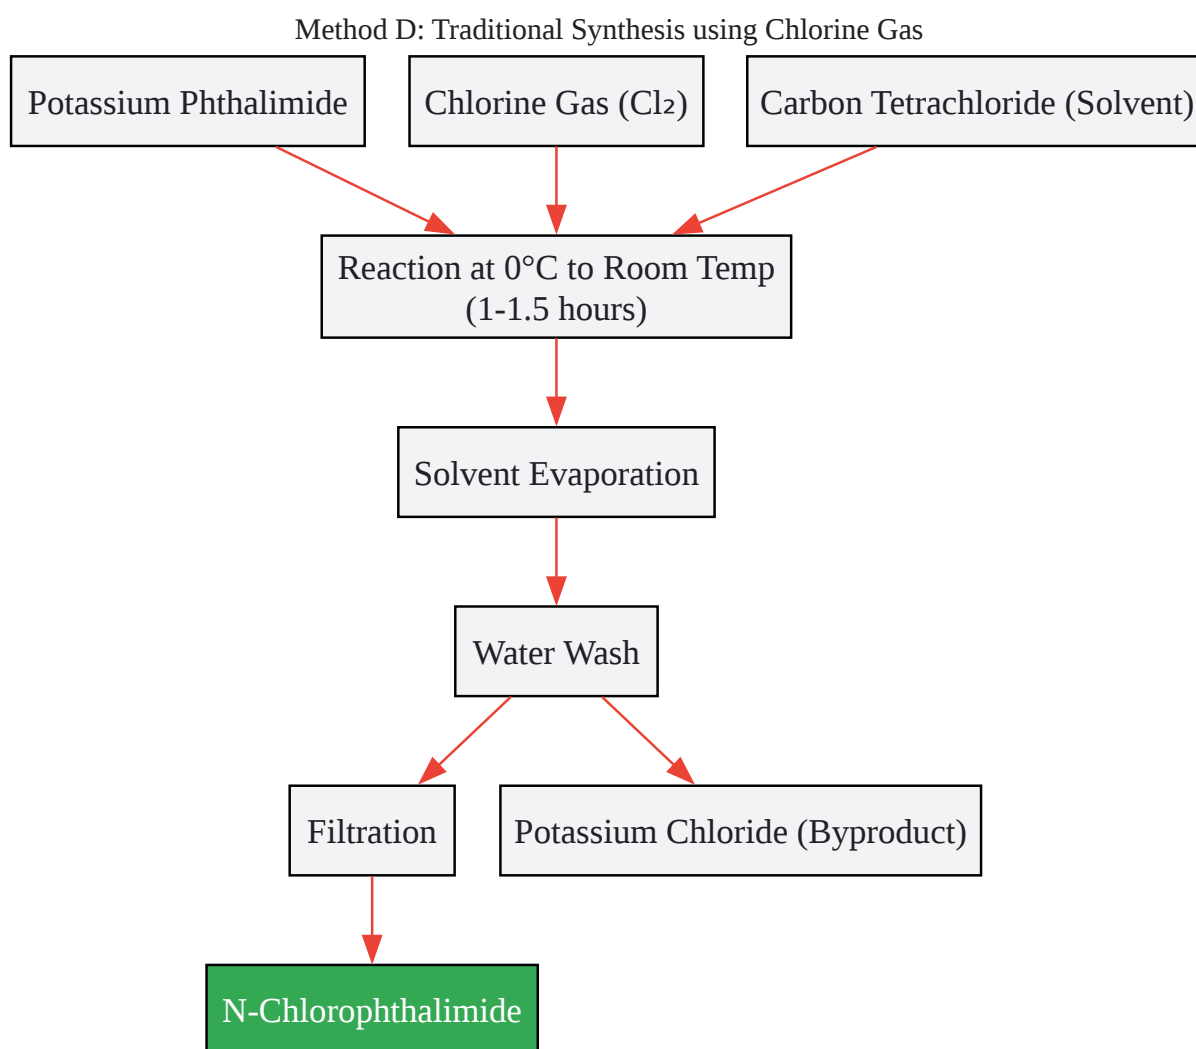 Method D: Traditional Synthesis using Chlorine Gas
Potassium Phthalimide
Chlorine Gas (Cl₂)
Carbon Tetrachloride (Solvent)
Reaction at 0°C to Room Temp
(1-1.5 hours)
Solvent Evaporation
Water Wash
Filtration
Potassium Chloride (Byproduct)
N-Chlorophthalimide